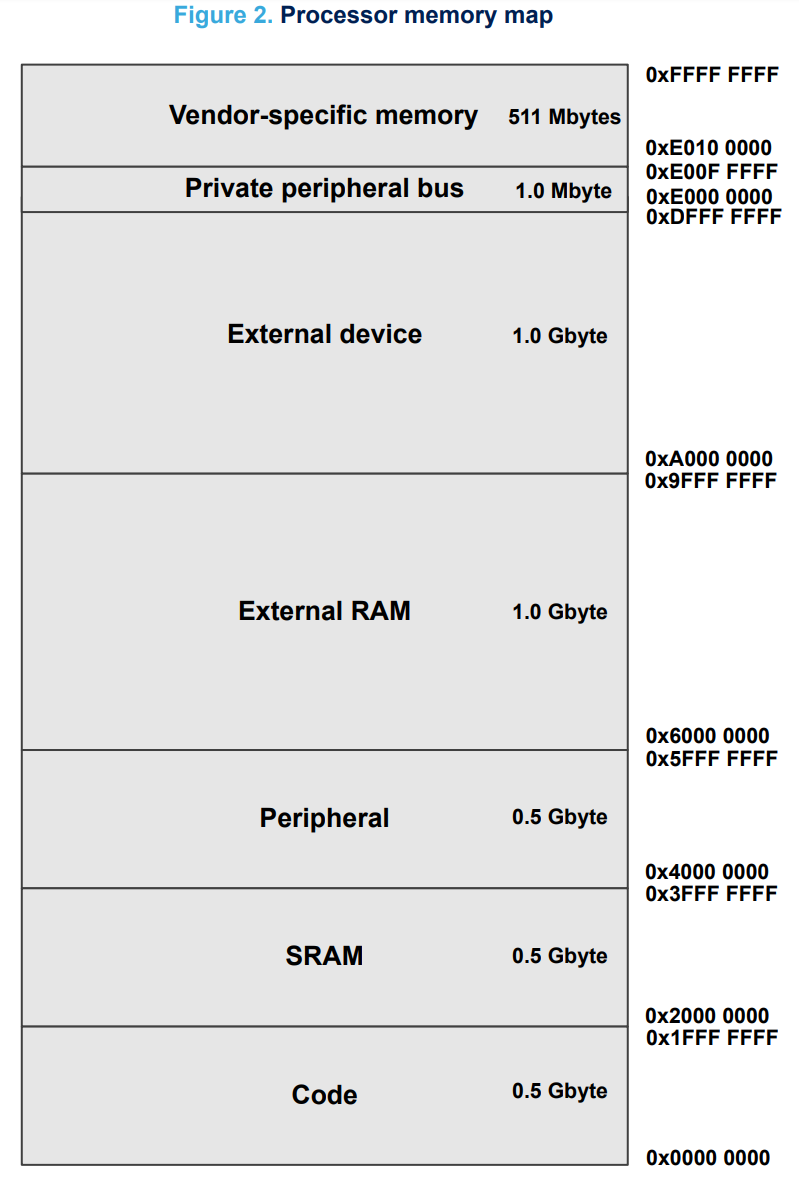 Figure 2. Processor memory map
0xFFFF FFFF
Vendor-specific memory 511 Mbytes
0xE010 0000
0xE00F FFFF
Private peripheral bus 1.0 Mbyte
0xE000 0000
0xDFFF FFFF
External device 1.0 Gbyte
0xA000 0000
0x9FFF FFFF
External RAM 1.0 Gbyte
0x6000 0000
0x5FFF FFFF
Peripheral 0.5 Gbyte
0x4000 0000
0x3FFF FFFF
SRAM 0.5 Gbyte
0x2000 0000
0x1FFF FFFF
Code 0.5 Gbyte
0x0000 0000